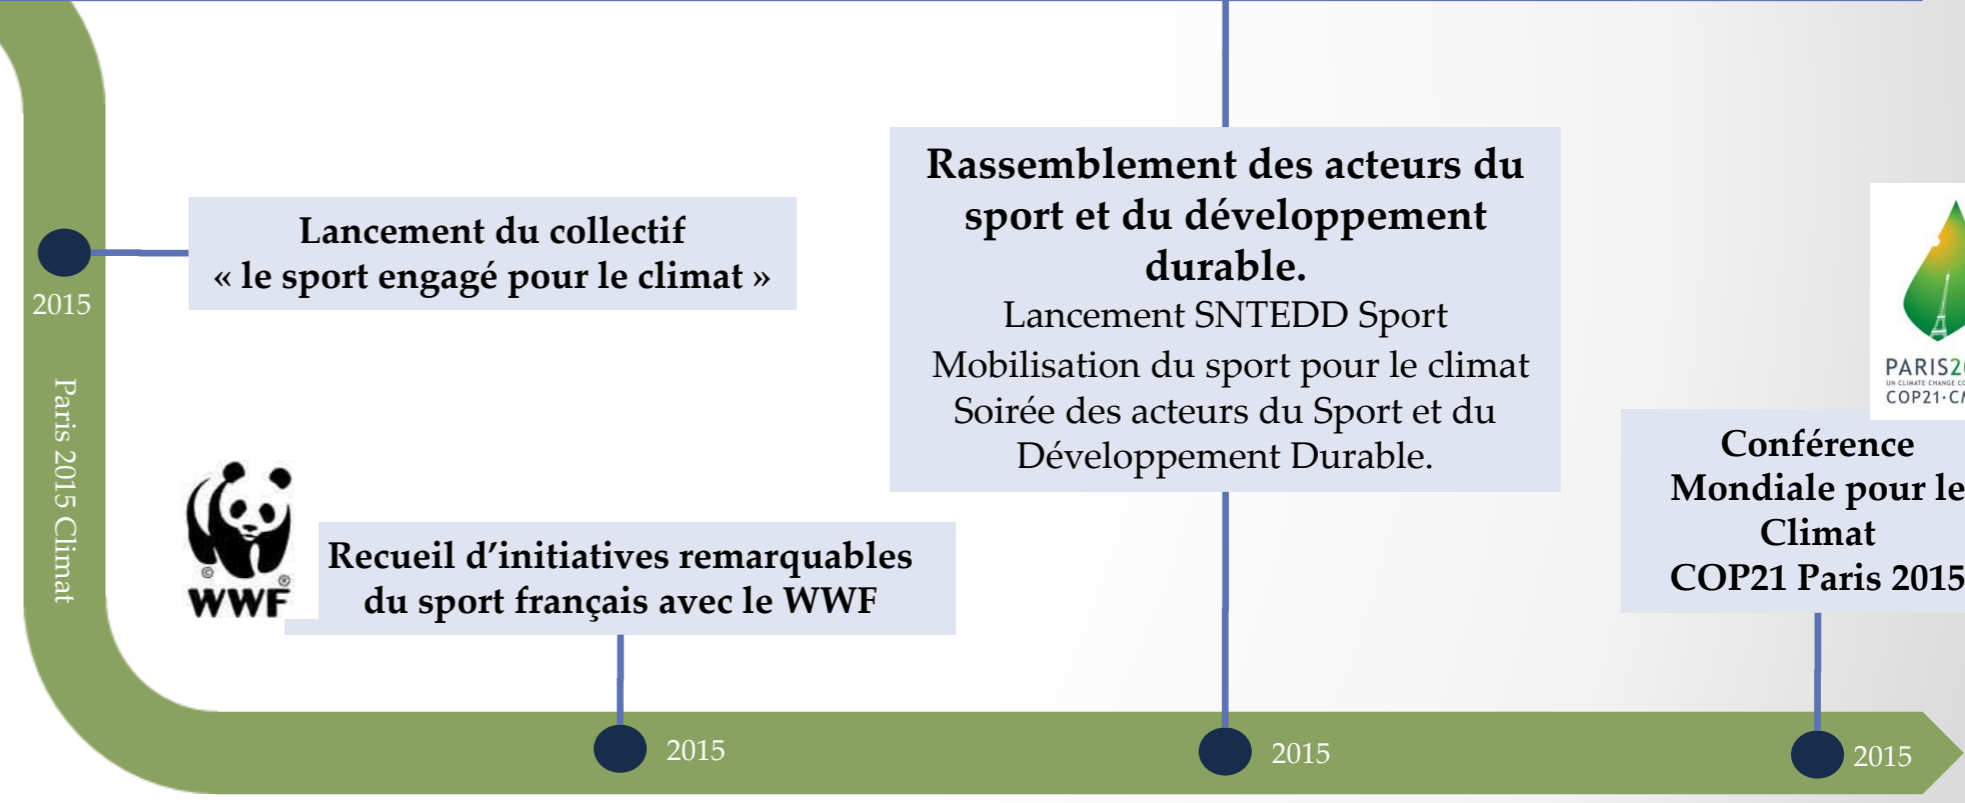 Lancement du collectif
« le sport engagé pour le climat »
2015
Paris 2015 Climat
WWF
Recueil d’initiatives remarquables
du sport français avec le WWF
2015
Rassemblement des acteurs du
sport et du développement
durable.
Lancement SNTEDD Sport
Mobilisation du sport pour le climat
Soirée des acteurs du Sport et du
Développement Durable.
2015
COP21
Conférence
Mondiale pour le
Climat
COP21 Paris 2015
2015